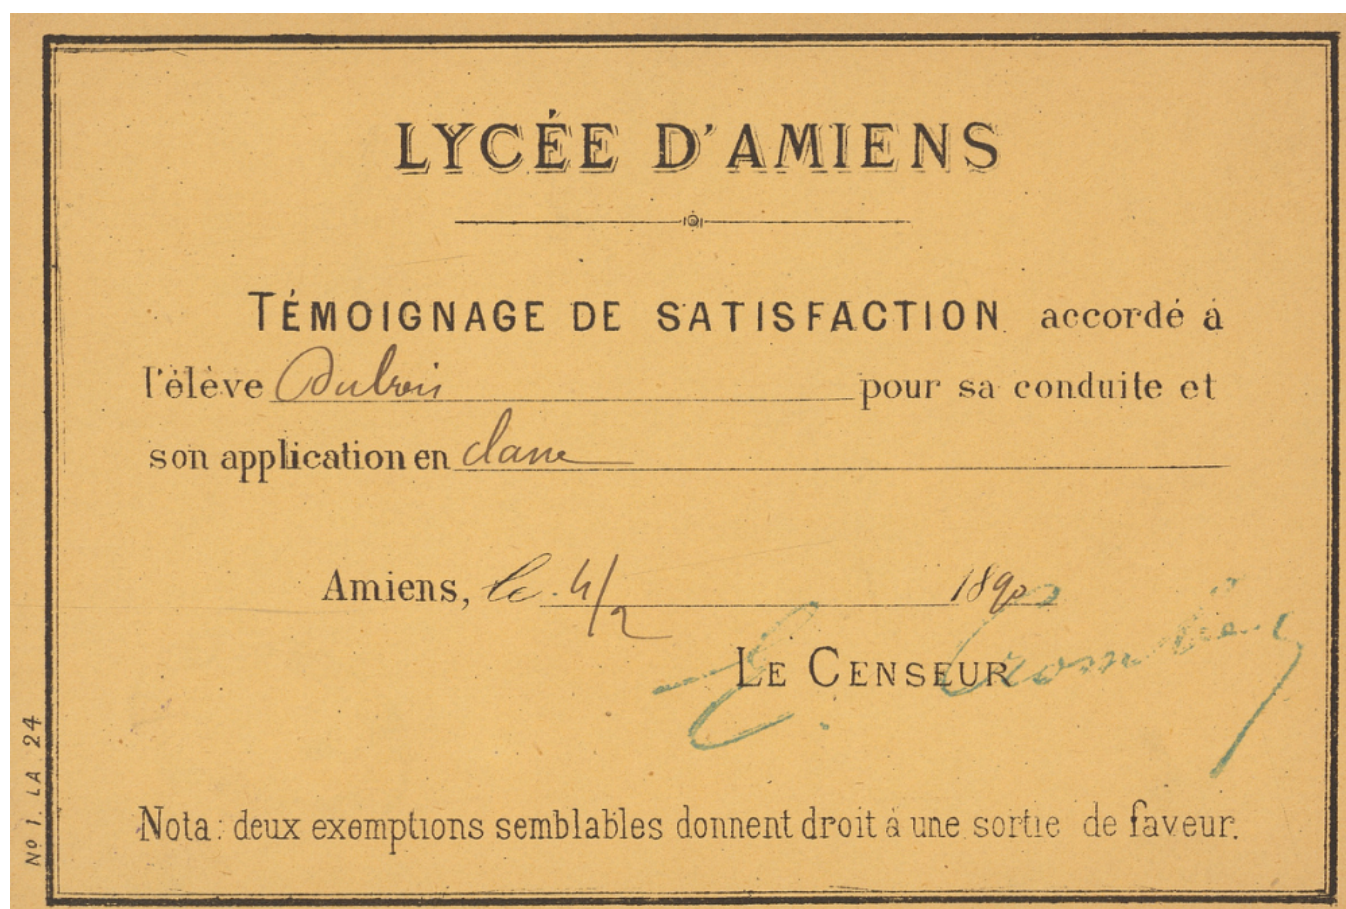 LYCÉE D'AMIENS
TÉMOIGNAGE DE SATISFACTION accordé à
l'élève Dubois pour sa conduite et
son application en classe
Amiens, le 4/2 1890
LE CENSEUR
Nota: deux exemptions semblables donnent droit à une sortie de faveur.
Nº 1. LA 24